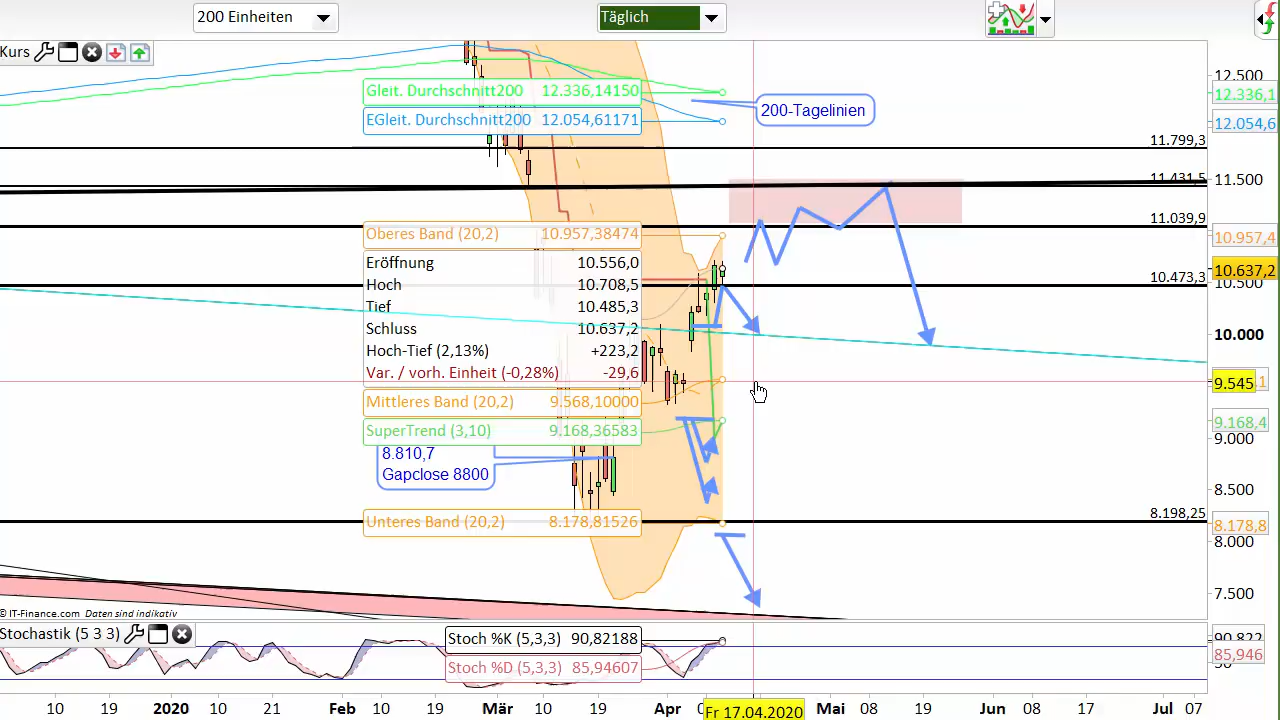 200 Einheiten
Täglich
Kurs
Gleit. Durchschnitt200 12.336,14150
EGleit. Durchschnitt200 12.054,61171
200-Tagelinien
12.500
12.336,1
12.054,6
11.799,3
11.431,5
11.500
11.039,9
Oberes Band (20,2) 10.957,38474
10.957,4
Eröffnung 10.556,0
Hoch 10.708,5
Tief 10.485,3
Schluss 10.637,2
Hoch-Tief (2,13%) +223,2
Var. / vorh. Einheit (-0,28%) -29,6
10.637,2
10.473,3
10.500
10.000
Mittleres Band (20,2) 9.568,10000
9.545
SuperTrend (3,10) 9.168,36583
9.168,4
9.000
8.810,7
Gapclose 8800
8.500
8.198,25
Unteres Band (20,2) 8.178,81526
8.178,8
8.000
7.500
© IT-Finance.com Daten sind indikativ
Stochastik (5 3 3)
Stoch %K (5,3,3) 90,82188
Stoch %D (5,3,3) 85,94607
90,822
85,946
10 19 2020 10 21 Feb 10 19 Mär 10 19 Apr Fr 17.04.2020 Mai 08 19 Jun 08 17 Jul 07